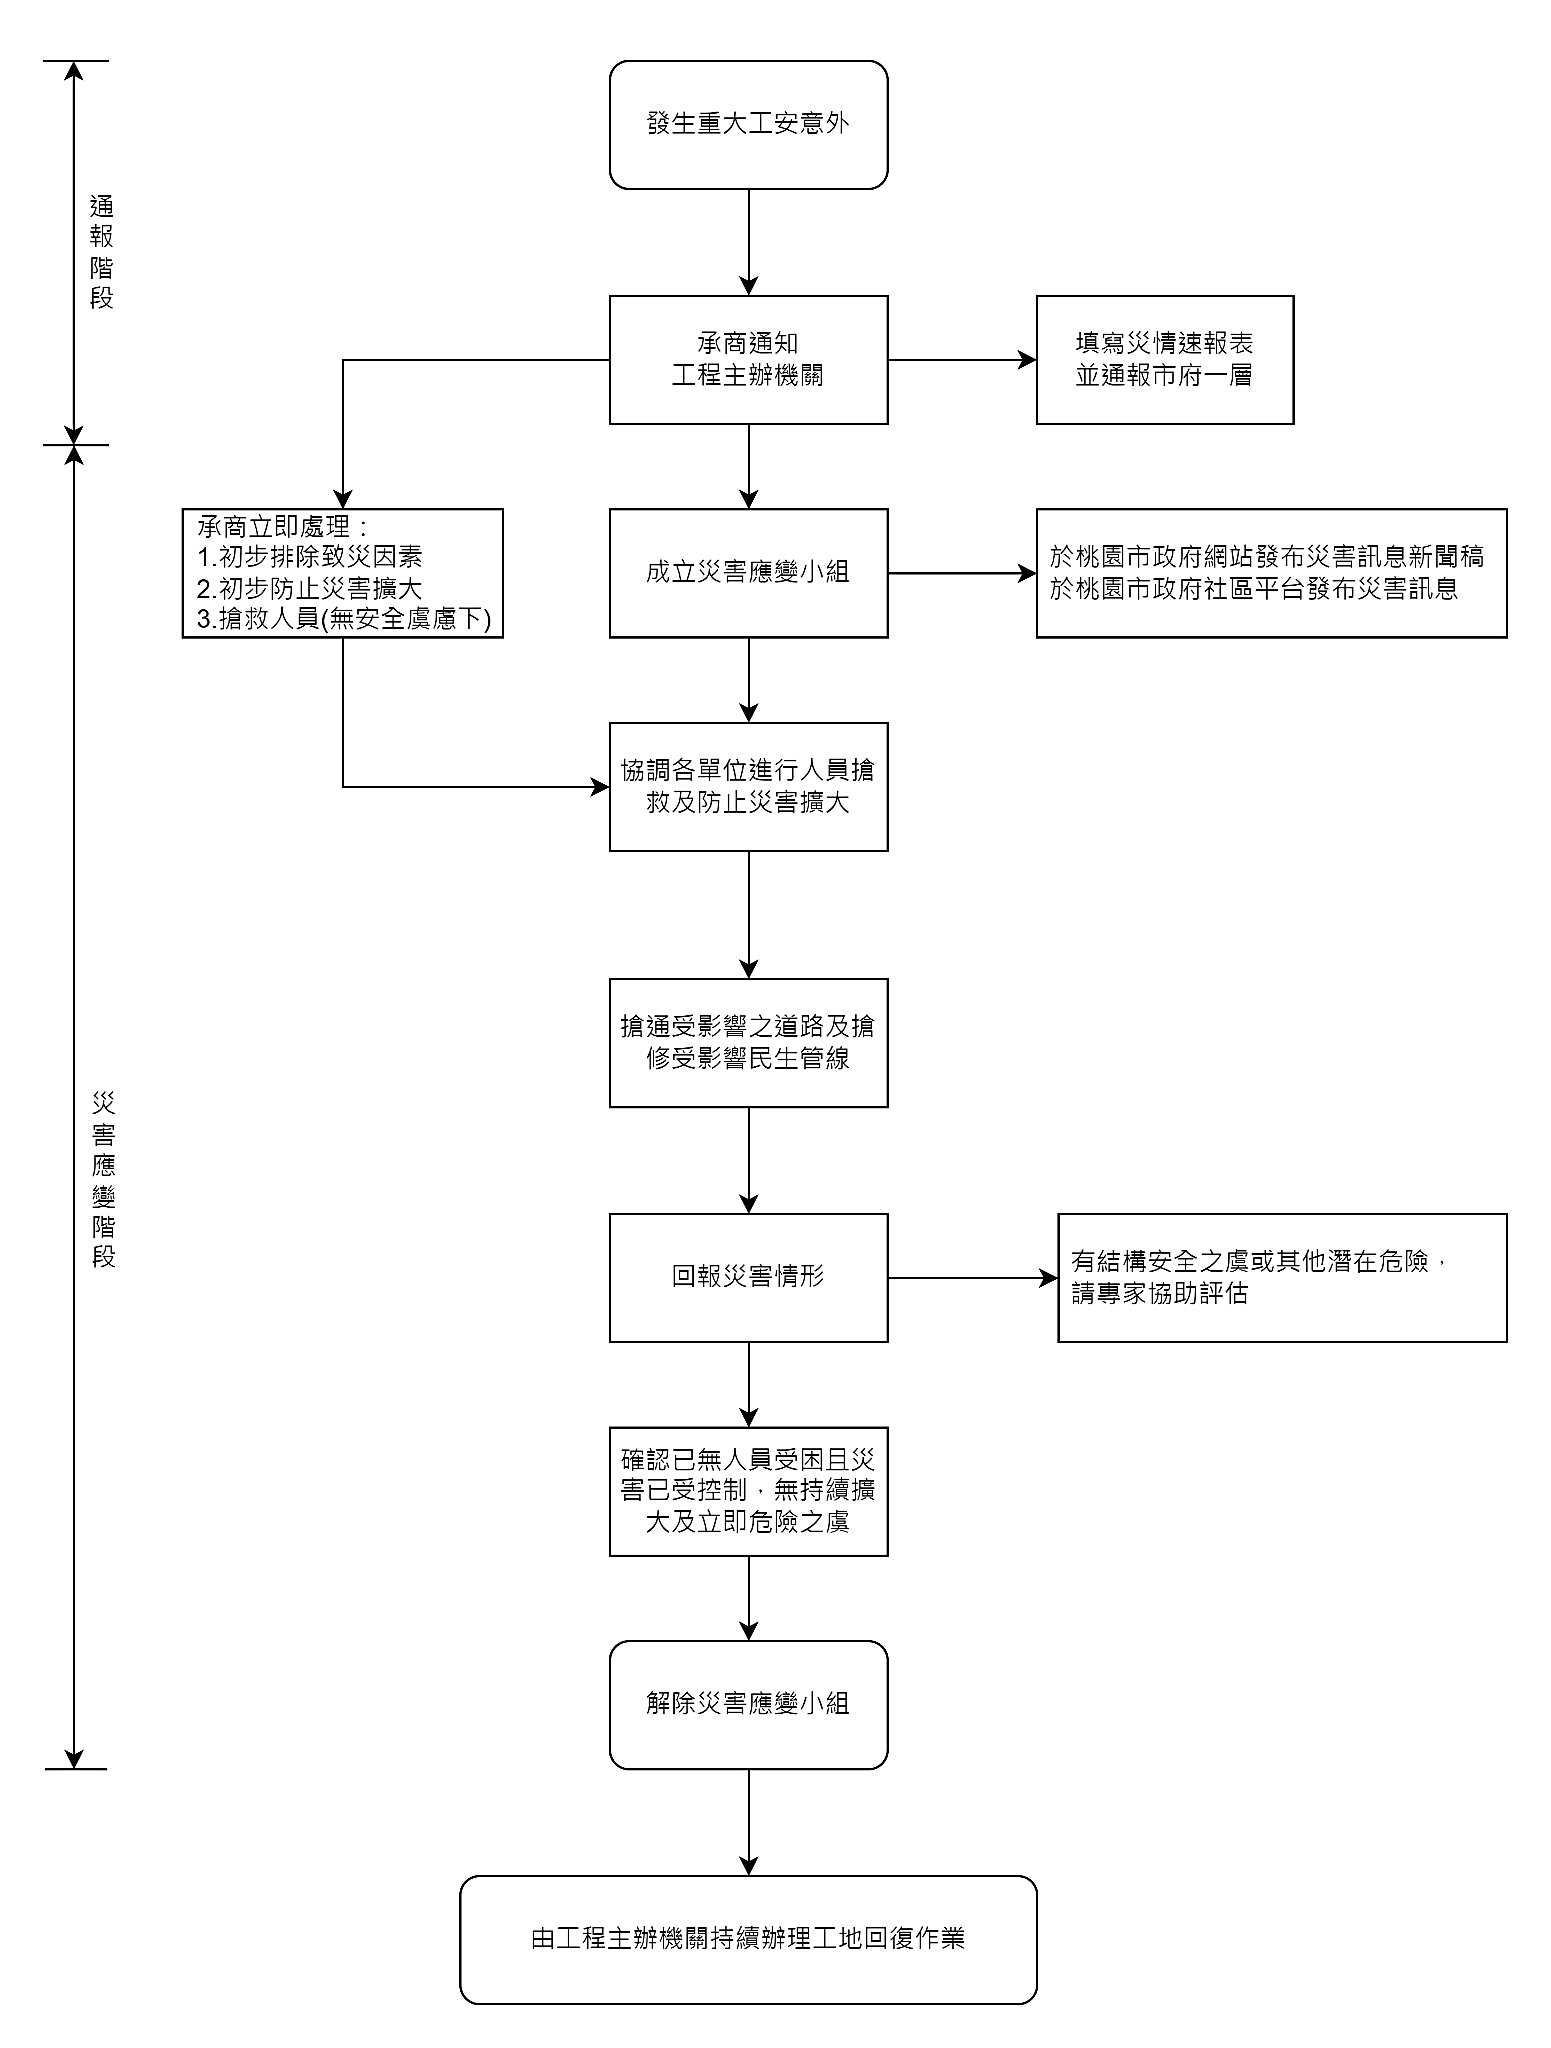 發生重大工安意外
通報階段
承商通知
工程主辦機關
填寫災情速報表
並通報市府一層
承商立即處理：
1.初步排除致災因素
2.初步防止災害擴大
3.搶救人員(無安全虞慮下)
成立災害應變小組
於桃園市政府網站發布災害訊息新聞稿
於桃園市政府社區平台發布災害訊息
協調各單位進行人員搶
救及防止災害擴大
搶通受影響之道路及搶
修受影響民生管線
災害應變階段
回報災害情形
有結構安全之虞或其他潛在危險，
請專家協助評估
確認已無人員受困且災
害已受控制，無持續擴
大及立即危險之虞
解除災害應變小組
由工程主辦機關持續辦理工地回復作業